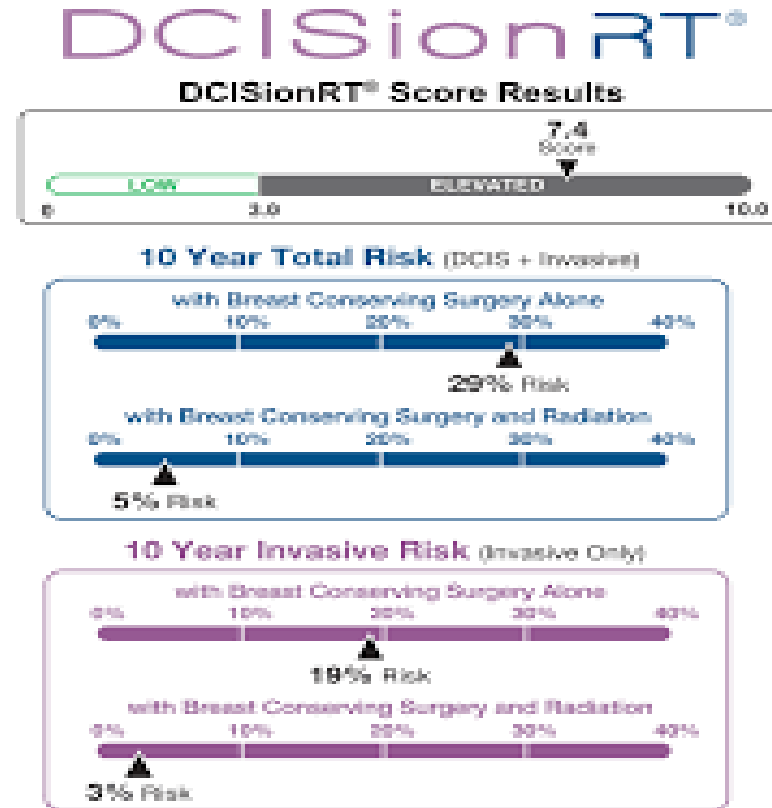 DCISionRT®
DCISionRT® Score Results
7.4
Score
LOW ELEVATED
0 3.0 10.0
10 Year Total Risk (DCIS + Invasive)
with Breast Conserving Surgery Alone
0% 10% 20% 30% 40%
29% Risk
with Breast Conserving Surgery and Radiation
0% 10% 20% 30% 40%
5% Risk
10 Year Invasive Risk (Invasive Only)
with Breast Conserving Surgery Alone
0% 10% 20% 30% 40%
19% Risk
with Breast Conserving Surgery and Radiation
0% 10% 20% 30% 40%
3% Risk